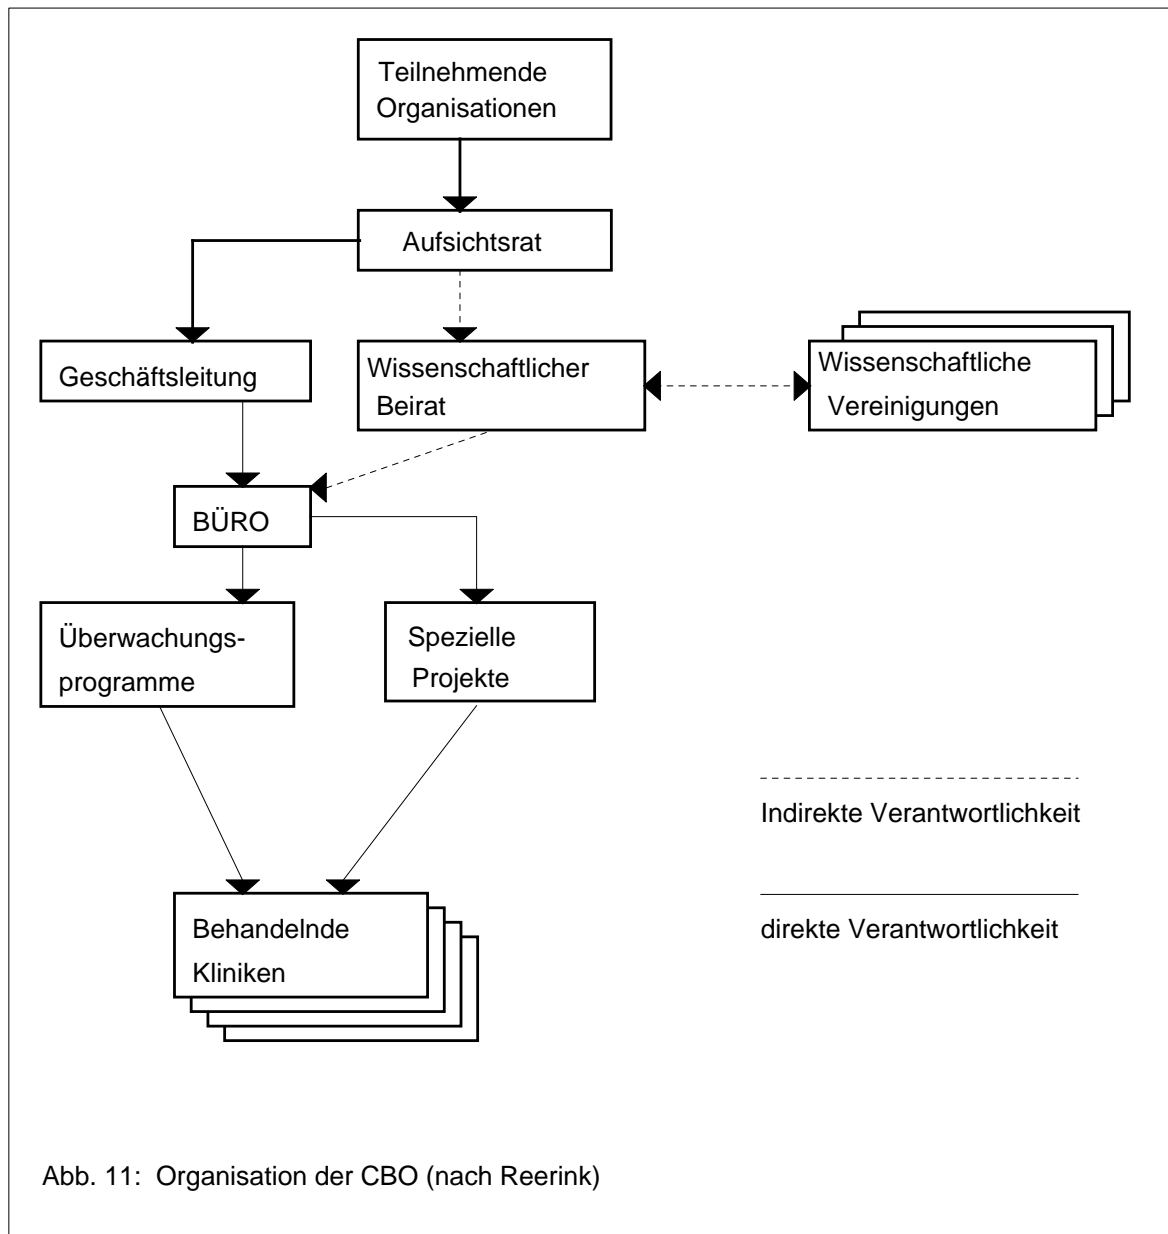 Teilnehmende
Organisationen
Aufsichtsrat
Geschäftsleitung
Wissenschaftlicher
Beirat
Wissenschaftliche
Vereinigungen
BÜRO
Überwachungs-
programme
Spezielle
Projekte
Indirekte Verantwortlichkeit
direkte Verantwortlichkeit
Behandelnde
Kliniken
Abb. 11: Organisation der CBO (nach Reerink)